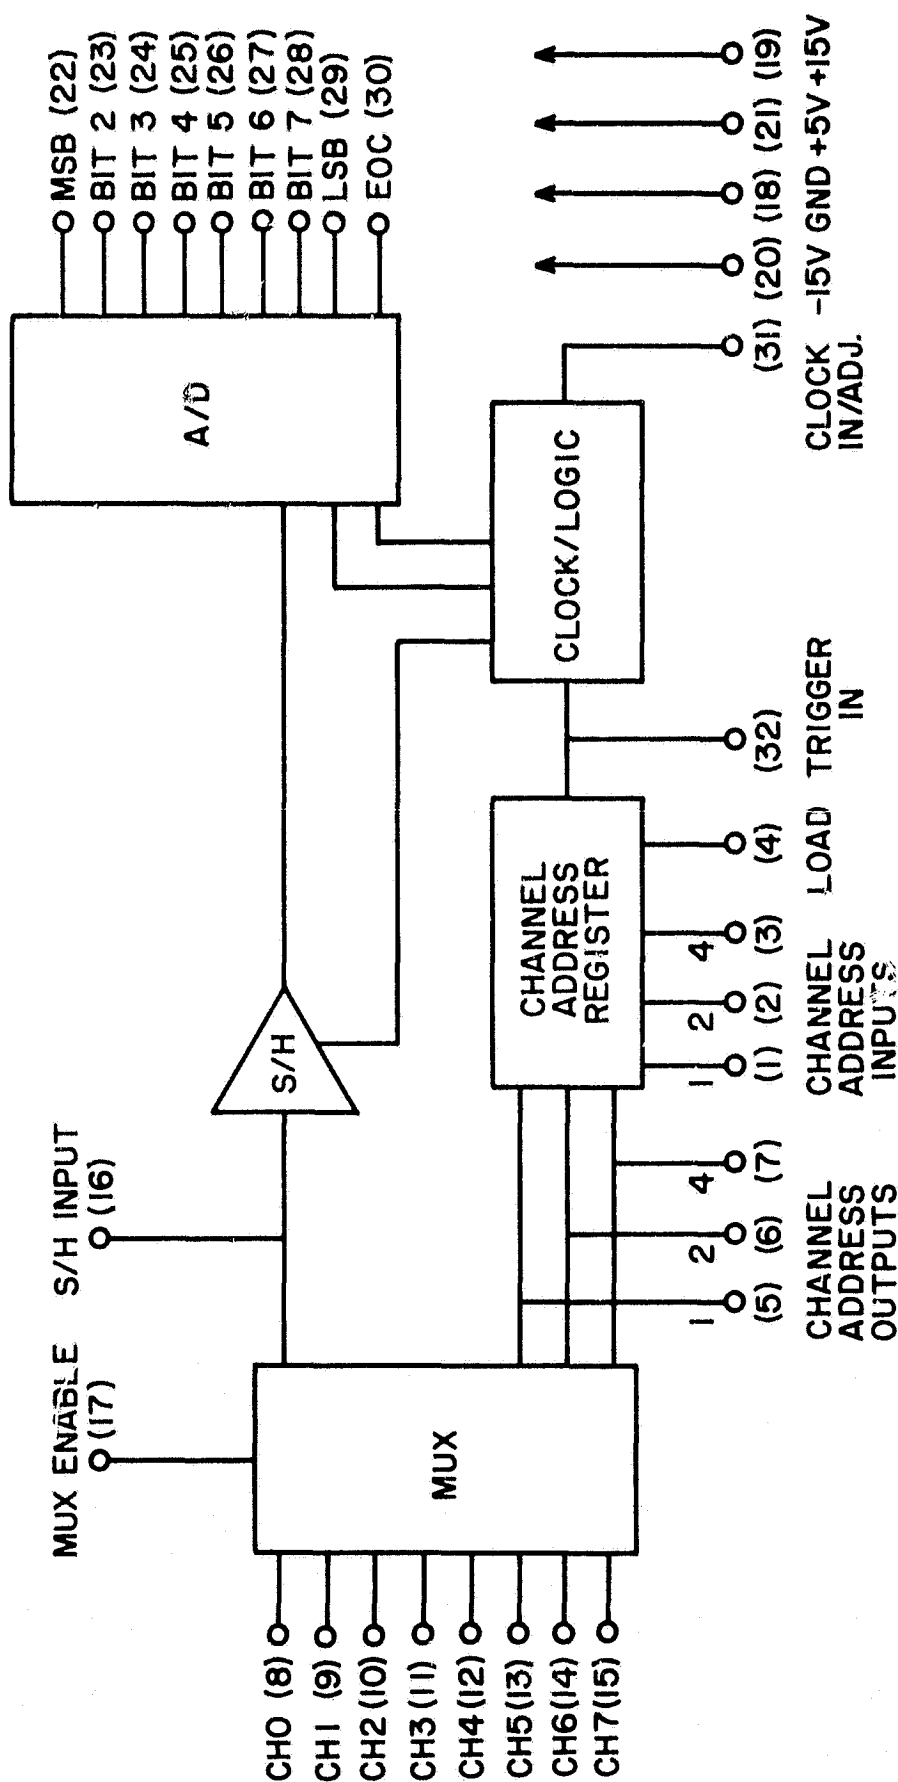 MUX ENABLE
(17)
S/H INPUT
(16)
CH0 (8)
CH1 (9)
CH2 (10)
CH3 (11)
CH4 (12)
CH5 (13)
CH6 (14)
CH7 (15)
MUX
S/H
A/D
MSB (22)
BIT 2 (23)
BIT 3 (24)
BIT 4 (25)
BIT 5 (26)
BIT 6 (27)
BIT 7 (28)
LSB (29)
EOC (30)
CHANNEL
ADDRESS
REGISTER
CLOCK/LOGIC
1 2 4
(5) (6) (7)
CHANNEL
ADDRESS
OUTPUTS
1 2 4
(1) (2) (3)
CHANNEL
ADDRESS
INPUTS
(4)
LOAD
(32)
TRIGGER
IN
(31)
CLOCK
IN/ADJ.
(20) (18) (21) (19)
-15V GND +5V +15V